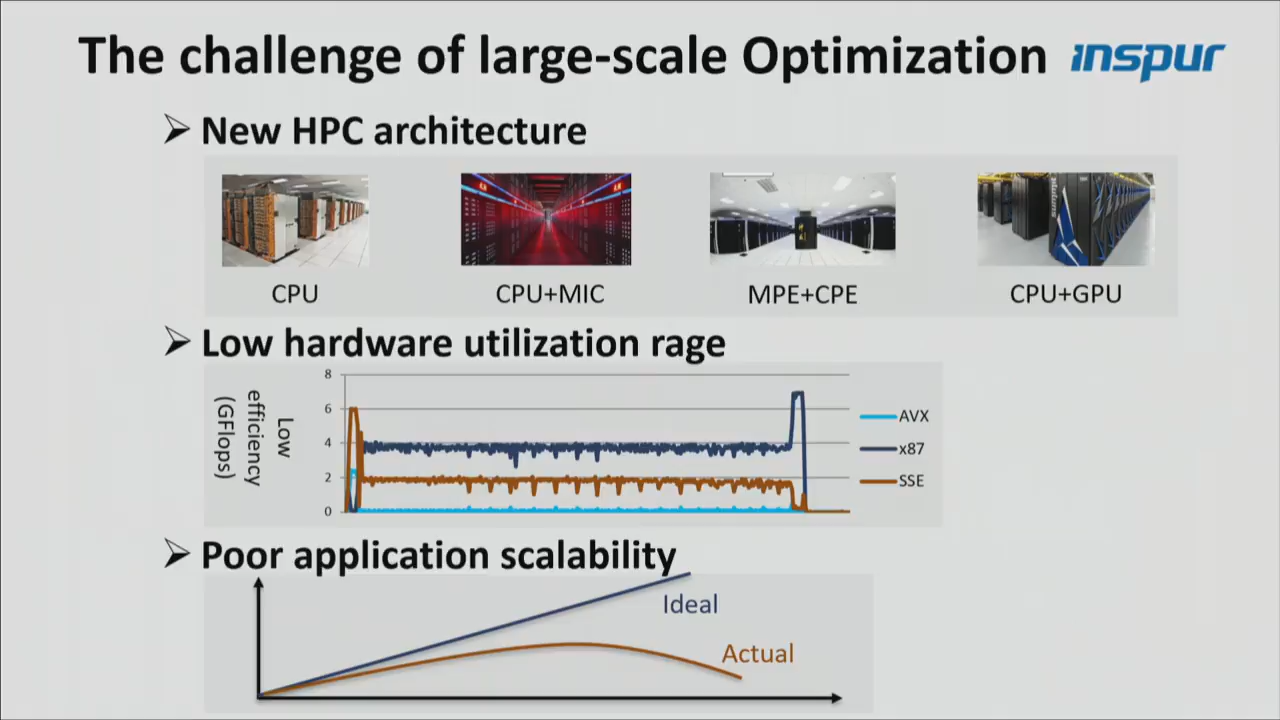 The challenge of large-scale Optimization
inspur
➢ New HPC architecture
CPU
CPU+MIC
MPE+CPE
CPU+GPU
➢ Low hardware utilization rage
Low
efficiency
(GFlops)
8
6
4
2
0
AVX
x87
SSE
➢ Poor application scalability
Ideal
Actual